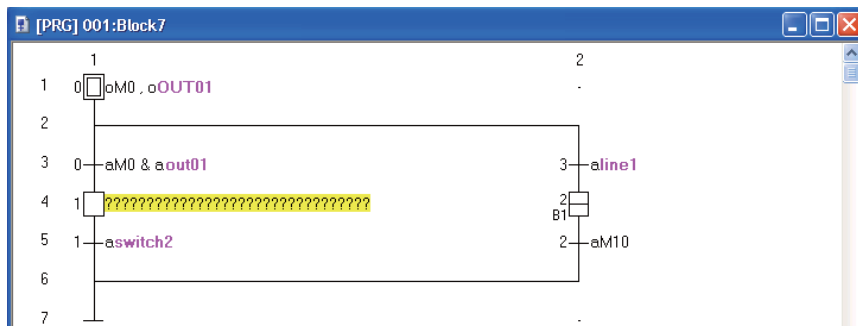 [PRG] 001:Block7
1 2
1 0 oM0 , oOUT01
2
3 0 aM0 & aout01 3 aline1
4 1 ???????????????????????????????? 2
B1
5 1 aswitch2 2 aM10
6
7